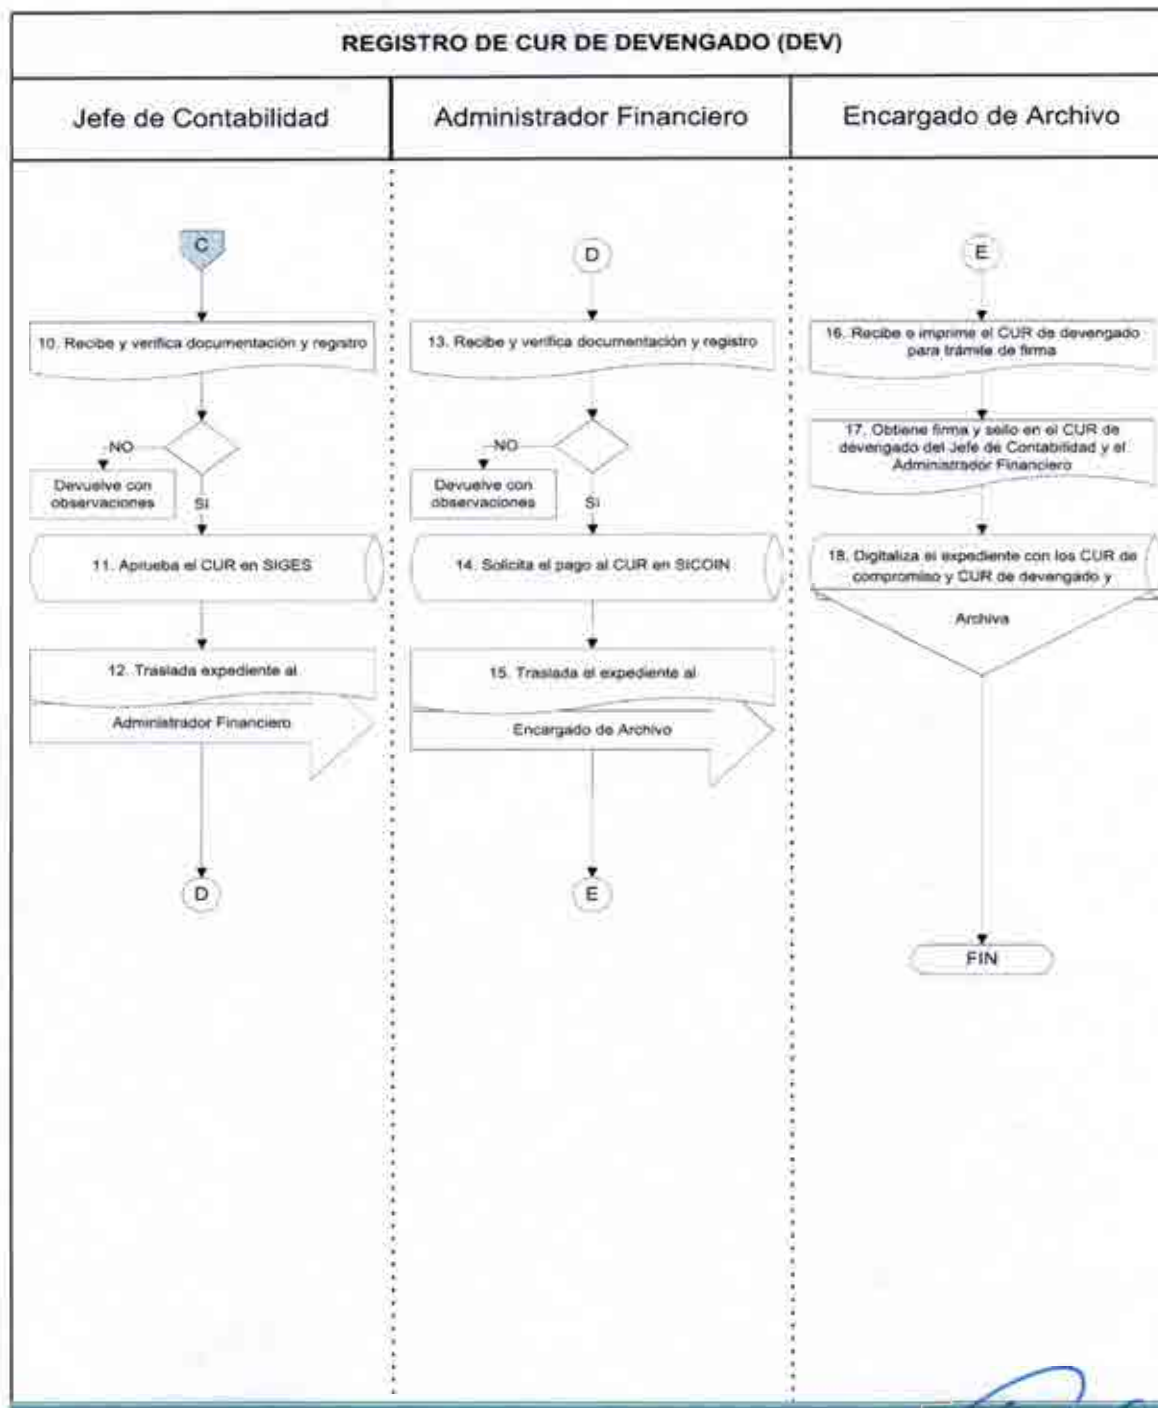 REGISTRO DE CUR DE DEVENGADO (DEV)
Jefe de Contabilidad
Administrador Financiero
Encargado de Archivo
C
10. Recibe y verifica documentación y registro
NO
Devuelve con
observaciones
SI
11. Aprueba el CUR en SIGES
12. Traslada expediente al
Administrador Financiero
D
D
13. Recibe y verifica documentación y registro
NO
Devuelve con
observaciones
SI
14. Solicita el pago al CUR en SICOIN
15. Traslada el expediente al
Encargado de Archivo
E
E
16. Recibe e imprime el CUR de devengado
para trámite de firma
17. Obtiene firma y sello en el CUR de
devengado del Jefe de Contabilidad y el
Administrador Financiero
18. Digitaliza el expediente con los CUR de
compromiso y CUR de devengado y
Archiva
FIN